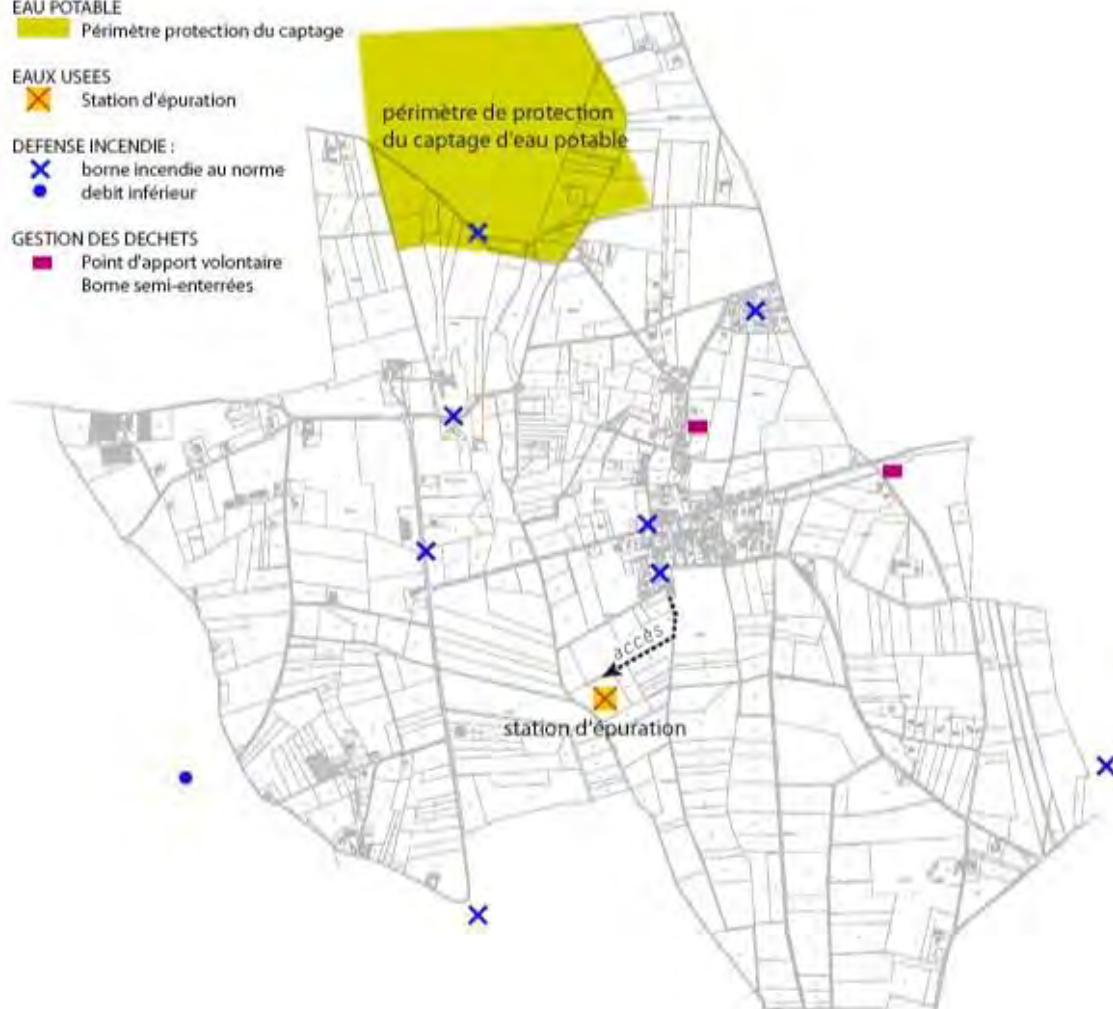 EAU POTABLE
Périmètre protection du captage
EAUX USEES
Station d'épuration
DEFENSE INCENDIE :
borne incendie au norme
debit inférieur
GESTION DES DECHETS
Point d'apport volontaire
Borne semi-enterrées
périmètre de protection
du captage d'eau potable
accès
station d'épuration